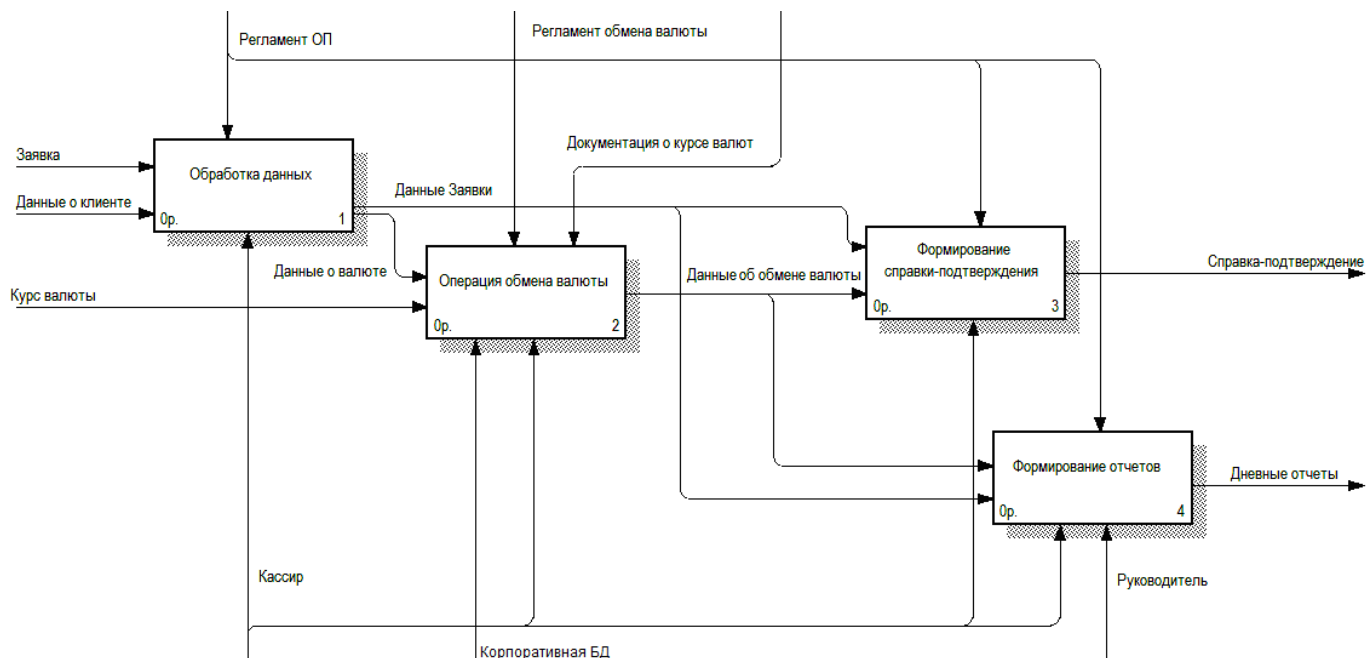 Регламент ОП
Регламент обмена валюты
Документация о курсе валют
Заявка
Данные о клиенте
Обработка данных
0р. 1
Данные Заявки
Данные о валюте
Курс валюты
Операция обмена валюты
0р. 2
Данные об обмене валюты
Формирование
справки-подтверждения
0р. 3
Справка-подтверждение
Формирование отчетов
0р. 4
Дневные отчеты
Кассир
Руководитель
Корпоративная БД